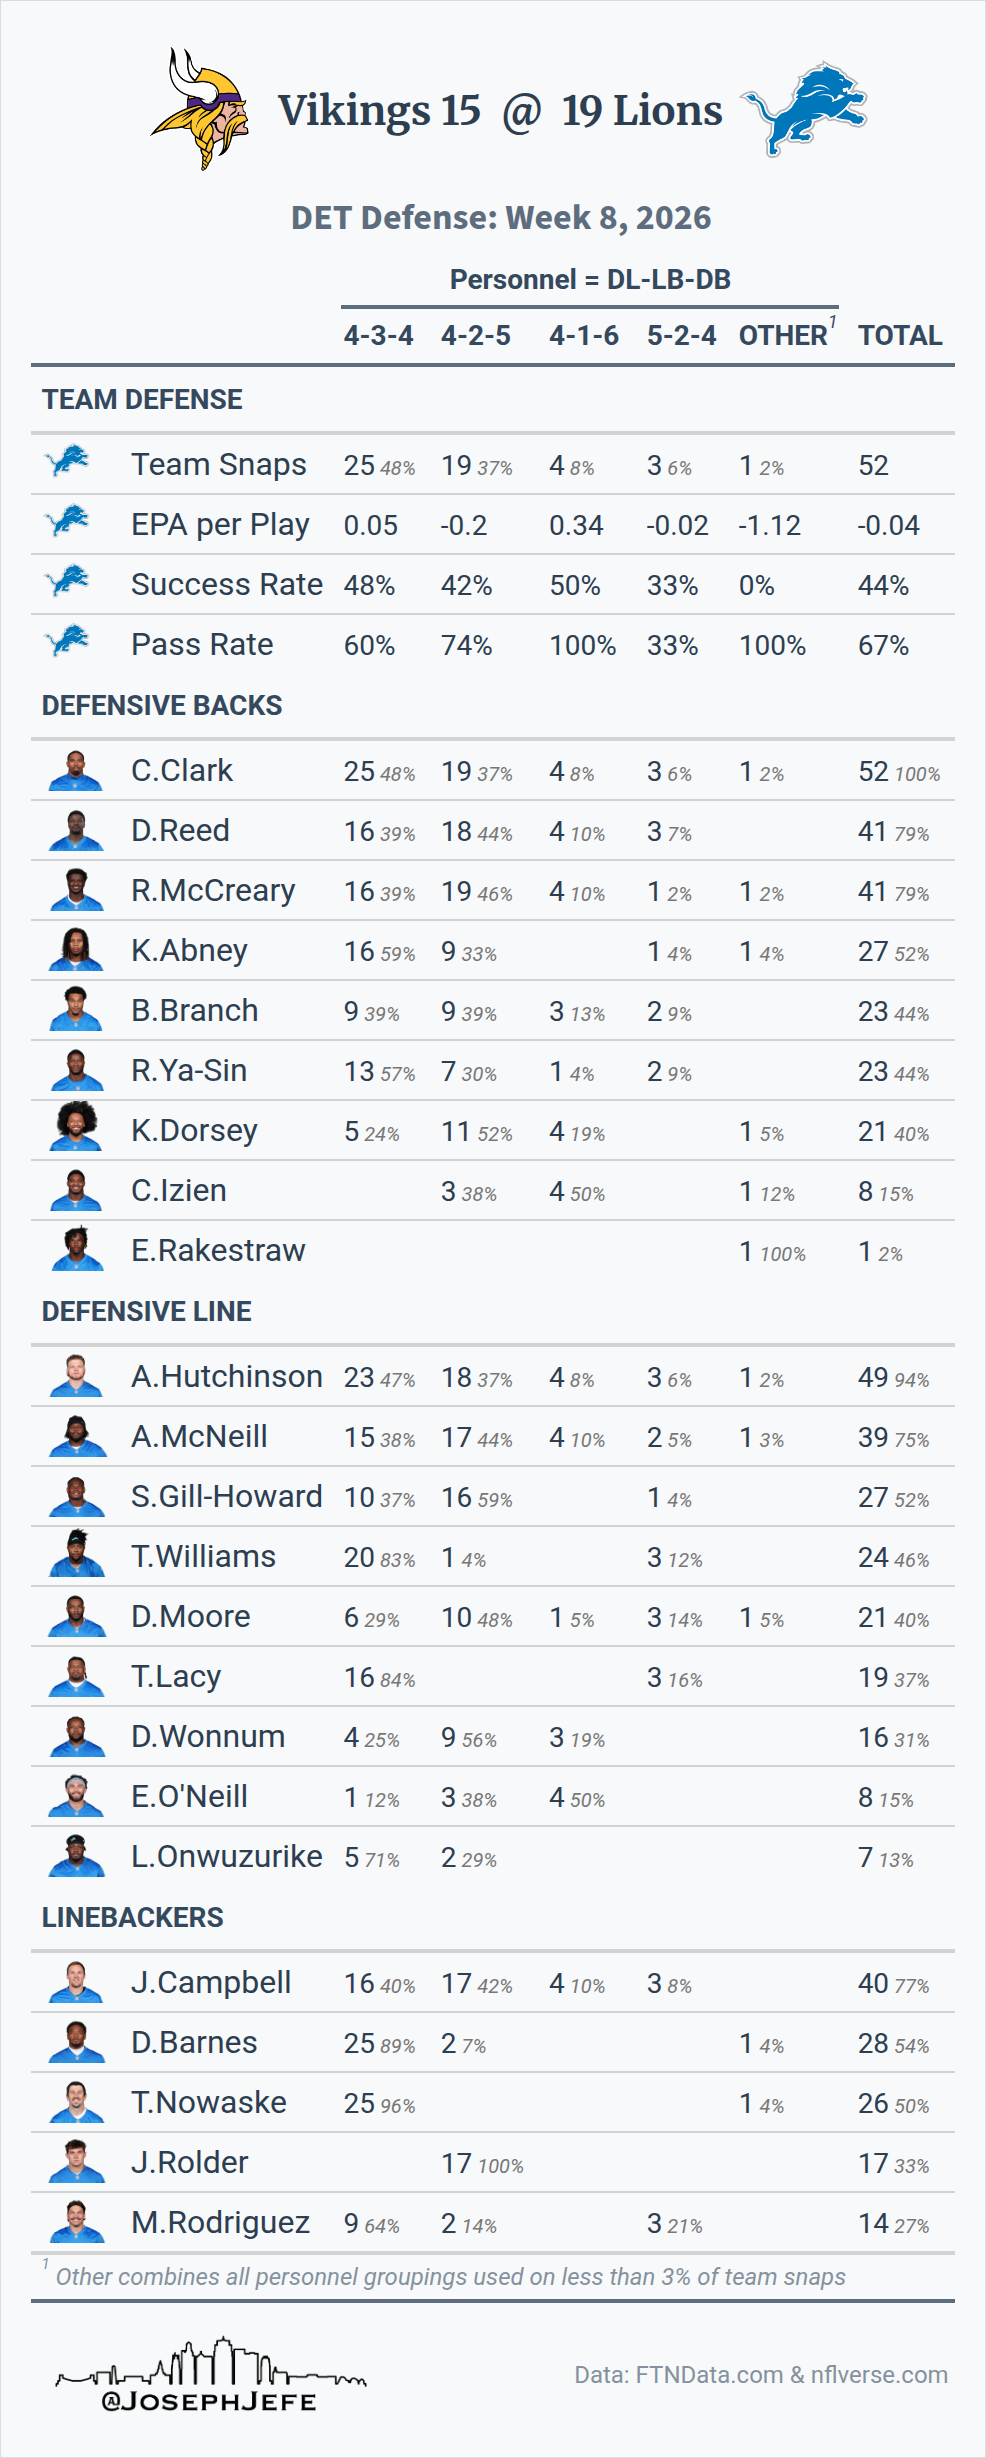 Vikings 15 @ 19 Lions
DET Defense: Week 8, 2026
Personnel = DL-LB-DB
4-3-4 4-2-5 4-1-6 5-2-4 OTHER1 TOTAL
TEAM DEFENSE
Team Snaps 25 48% 19 37% 4 8% 3 6% 1 2% 52
EPA per Play 0.05 -0.2 0.34 -0.02 -1.12 -0.04
Success Rate 48% 42% 50% 33% 0% 44%
Pass Rate 60% 74% 100% 33% 100% 67%
DEFENSIVE BACKS
C.Clark 25 48% 19 37% 4 8% 3 6% 1 2% 52 100%
D.Reed 16 39% 18 44% 4 10% 3 7% 41 79%
R.McCreary 16 39% 19 46% 4 10% 1 2% 1 2% 41 79%
K.Abney 16 59% 9 33% 1 4% 1 4% 27 52%
B.Branch 9 39% 9 39% 3 13% 2 9% 23 44%
R.Ya-Sin 13 57% 7 30% 1 4% 2 9% 23 44%
K.Dorsey 5 24% 11 52% 4 19% 1 5% 21 40%
C.Izien 3 38% 4 50% 1 12% 8 15%
E.Rakestraw 1 100% 1 2%
DEFENSIVE LINE
A.Hutchinson 23 47% 18 37% 4 8% 3 6% 1 2% 49 94%
A.McNeill 15 38% 17 44% 4 10% 2 5% 1 3% 39 75%
S.Gill-Howard 10 37% 16 59% 1 4% 27 52%
T.Williams 20 83% 1 4% 3 12% 24 46%
D.Moore 6 29% 10 48% 1 5% 3 14% 1 5% 21 40%
T.Lacy 16 84% 3 16% 19 37%
D.Wonnum 4 25% 9 56% 3 19% 16 31%
E.O'Neill 1 12% 3 38% 4 50% 8 15%
L.Onwuzurike 5 71% 2 29% 7 13%
LINEBACKERS
J.Campbell 16 40% 17 42% 4 10% 3 8% 40 77%
D.Barnes 25 89% 2 7% 1 4% 28 54%
T.Nowaske 25 96% 1 4% 26 50%
J.Rolder 17 100% 17 33%
M.Rodriguez 9 64% 2 14% 3 21% 14 27%
1 Other combines all personnel groupings used on less than 3% of team snaps
@JOSEPHJEFE
Data: FTNData.com & nflverse.com